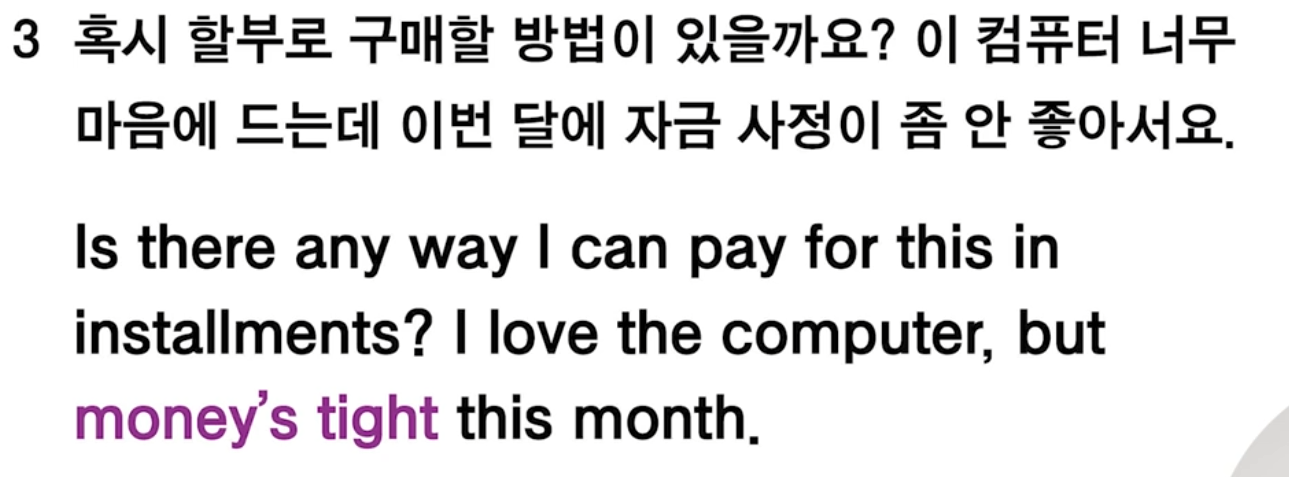 3 혹시 할부로 구매할 방법이 있을까요? 이 컴퓨터 너무
마음에 드는데 이번 달에 자금 사정이 좀 안 좋아서요.
Is there any way I can pay for this in
installments? I love the computer, but
money's tight this month.